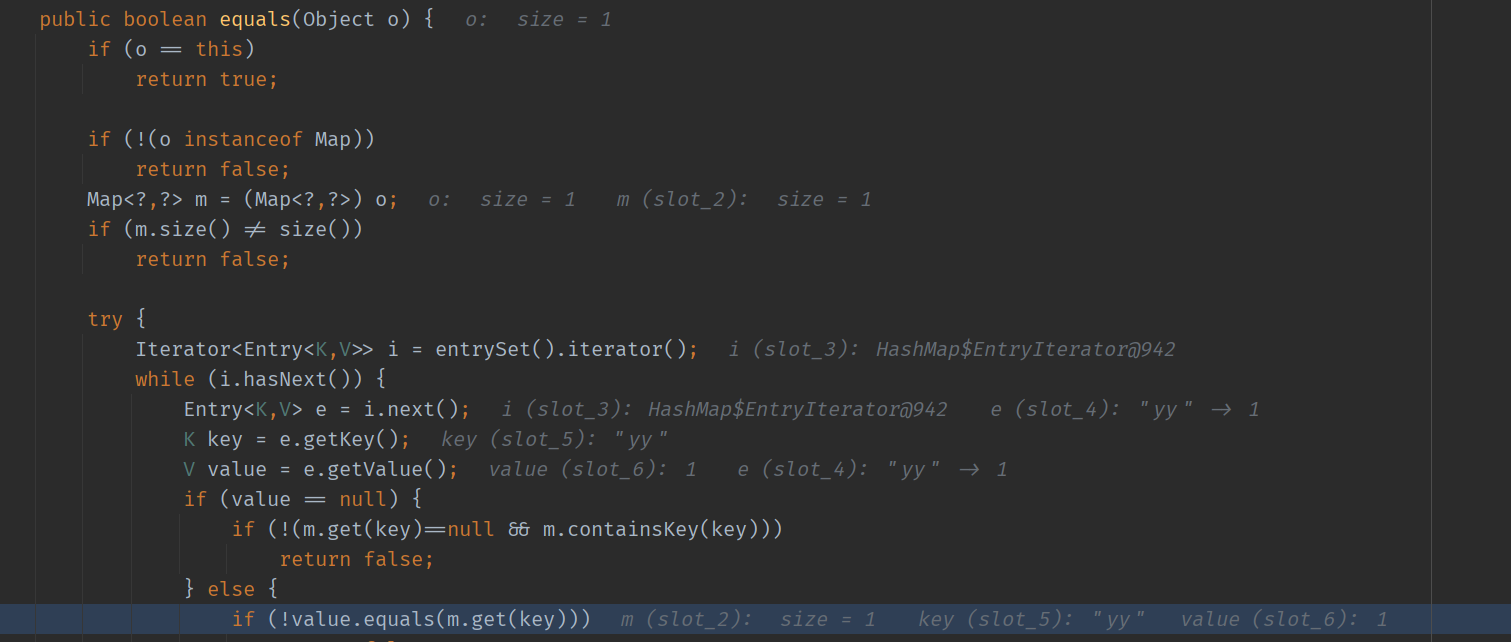 public boolean equals(Object o) { o: size = 1
if (o == this)
return true;
if (!(o instanceof Map))
return false;
Map<?,?> m = (Map<?,?>) o; o: size = 1 m (slot_2): size = 1
if (m.size() != size())
return false;
try {
Iterator<Entry<K,V>> i = entrySet().iterator(); i (slot_3): HashMap$EntryIterator@942
while (i.hasNext()) {
Entry<K,V> e = i.next(); i (slot_3): HashMap$EntryIterator@942 e (slot_4): "yy" -> 1
K key = e.getKey(); key (slot_5): "yy"
V value = e.getValue(); value (slot_6): 1 e (slot_4): "yy" -> 1
if (value == null) {
if (!(m.get(key)==null && m.containsKey(key)))
return false;
} else {
if (!value.equals(m.get(key))) m (slot_2): size = 1 key (slot_5): "yy" value (slot_6): 1